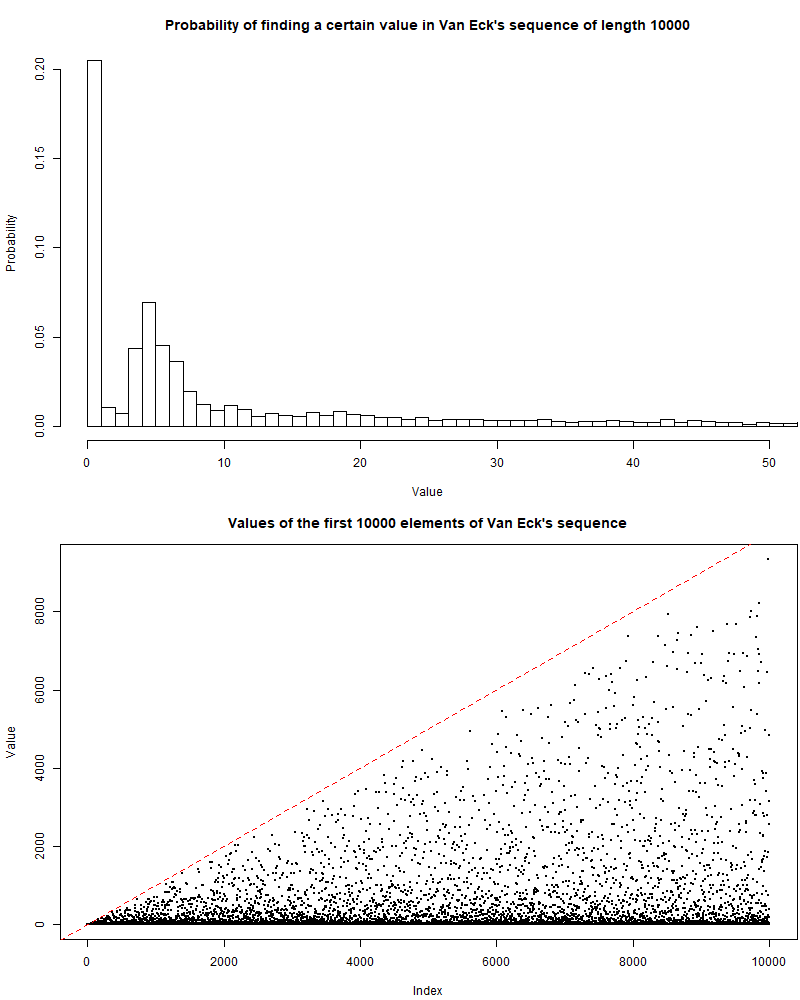 Probability of finding a certain value in Van Eck's sequence of length 10000
0.20
0.15
0.10
0.05
0.00
Probability
0 10 20 30 40 50
Value
Values of the first 10000 elements of Van Eck's sequence
8000
6000
4000
2000
0
Value
0 2000 4000 6000 8000 10000
Index